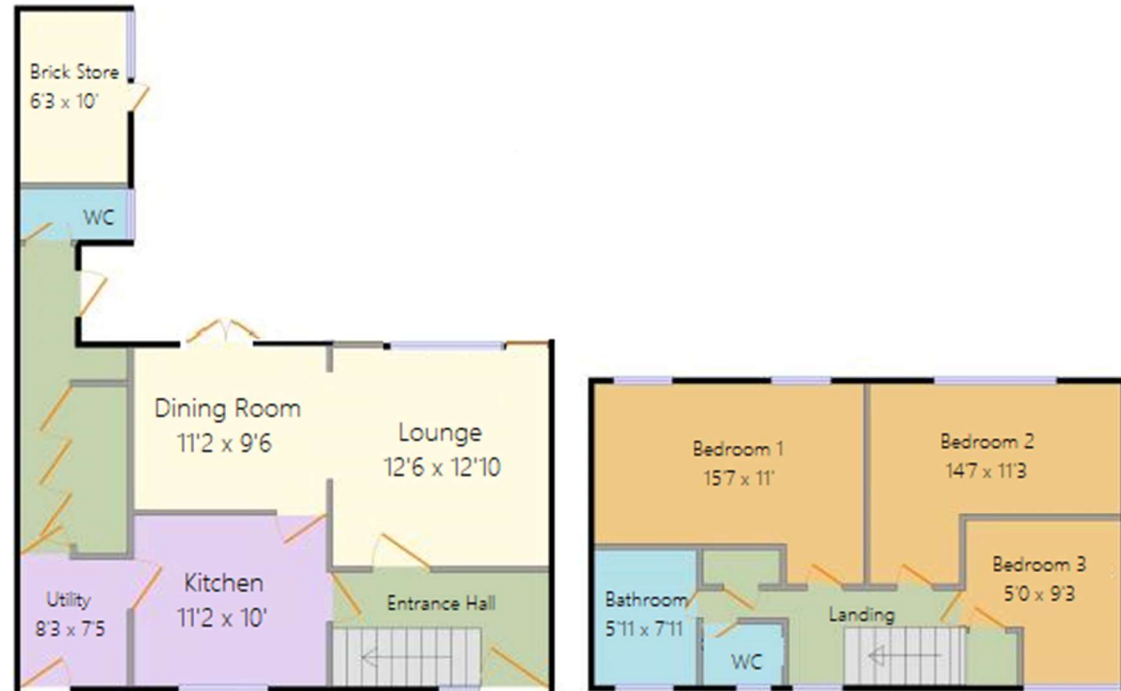 Brick Store
6'3 x 10'
WC
Dining Room
11'2 x 9'6
Lounge
12'6 x 12'10
Kitchen
11'2 x 10'
Utility
8'3 x 7'5
Entrance Hall
Bedroom 1
15'7 x 11'
Bedroom 2
14'7 x 11'3
Bedroom 3
5'0 x 9'3
Bathroom
5'11 x 7'11
Landing
WC